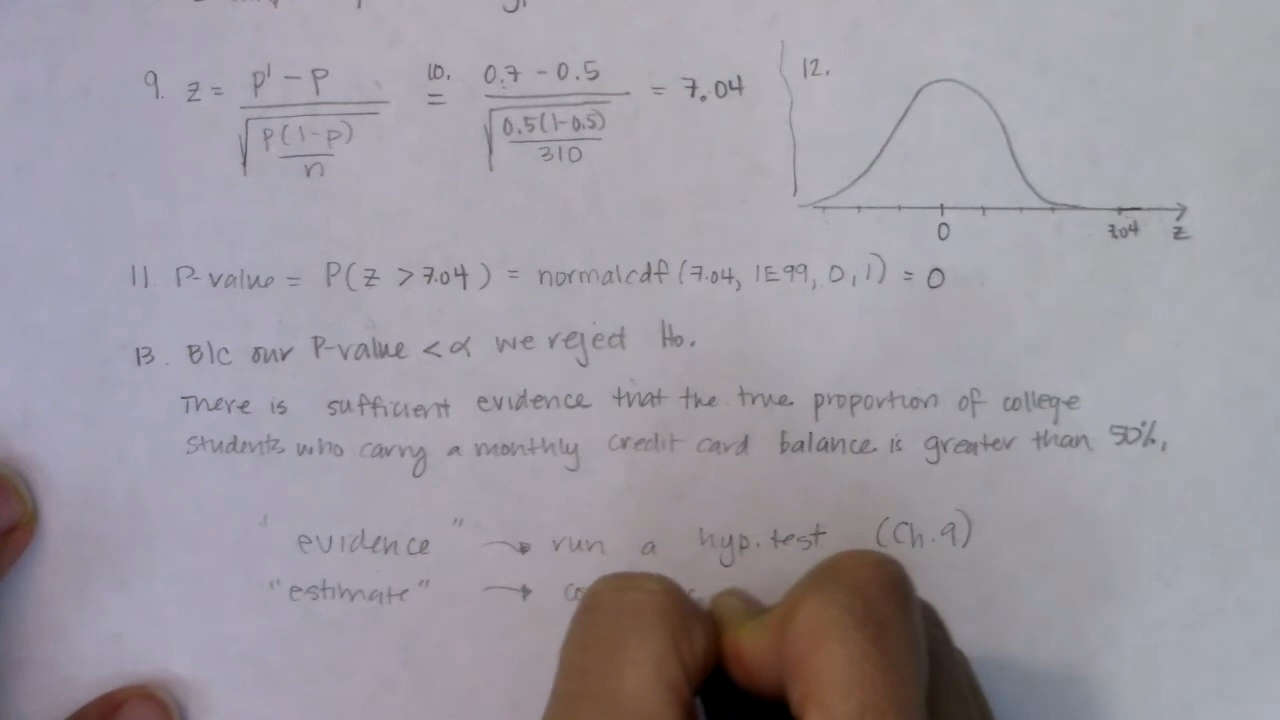 9. z = p' - p / √(p(1-p)/n) 10. = 0.7 - 0.5 / √(0.5(1-0.5)/310) = 7.04
12.
0 7.04 z
11. P-value = P(z > 7.04) = normalcdf(7.04, 1E99, 0, 1) = 0
13. B/c our P-value < α we reject Ho.
There is sufficient evidence that the true proportion of college
students who carry a monthly credit card balance is greater than 50%.
"evidence" → run a hyp. test (Ch. 9)
"estimate" →